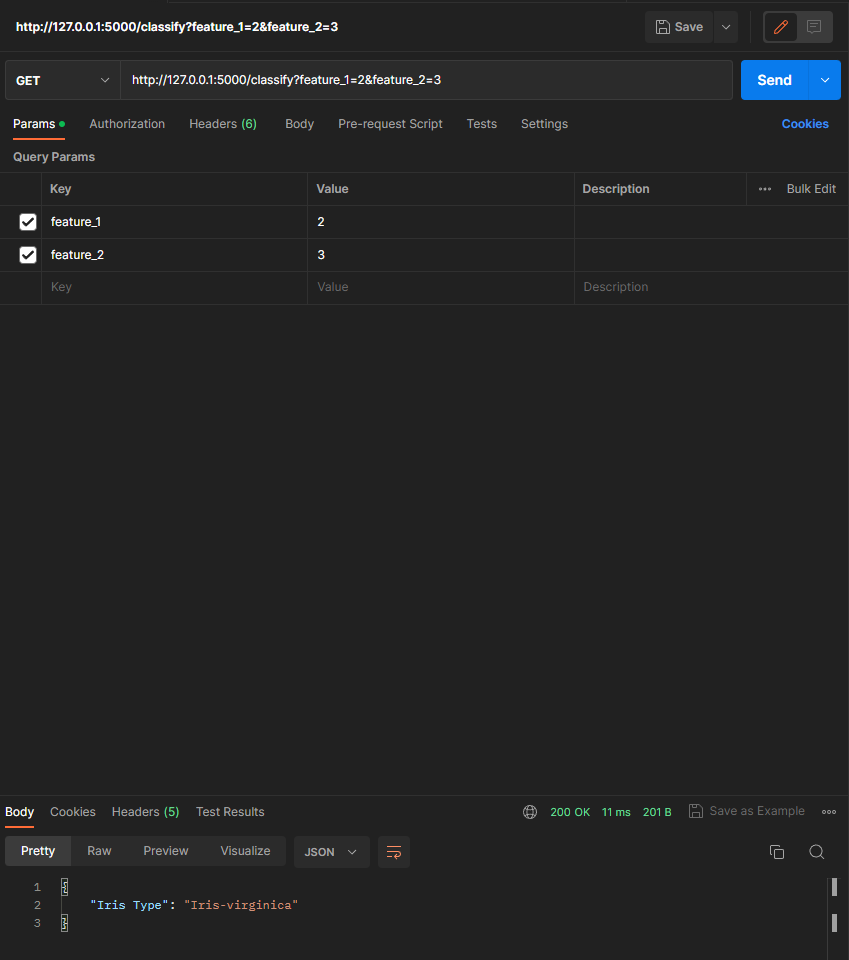 http://127.0.0.1:5000/classify?feature_1=2&feature_2=3 Save
GET http://127.0.0.1:5000/classify?feature_1=2&feature_2=3 Send
Params Authorization Headers (6) Body Pre-request Script Tests Settings Cookies
Query Params
Key Value Description Bulk Edit
feature_1 2
feature_2 3
Key Value Description
Body Cookies Headers (5) Test Results 200 OK 11 ms 201 B Save as Example
Pretty Raw Preview Visualize JSON
1 {
2 "Iris Type": "Iris-virginica"
3 }